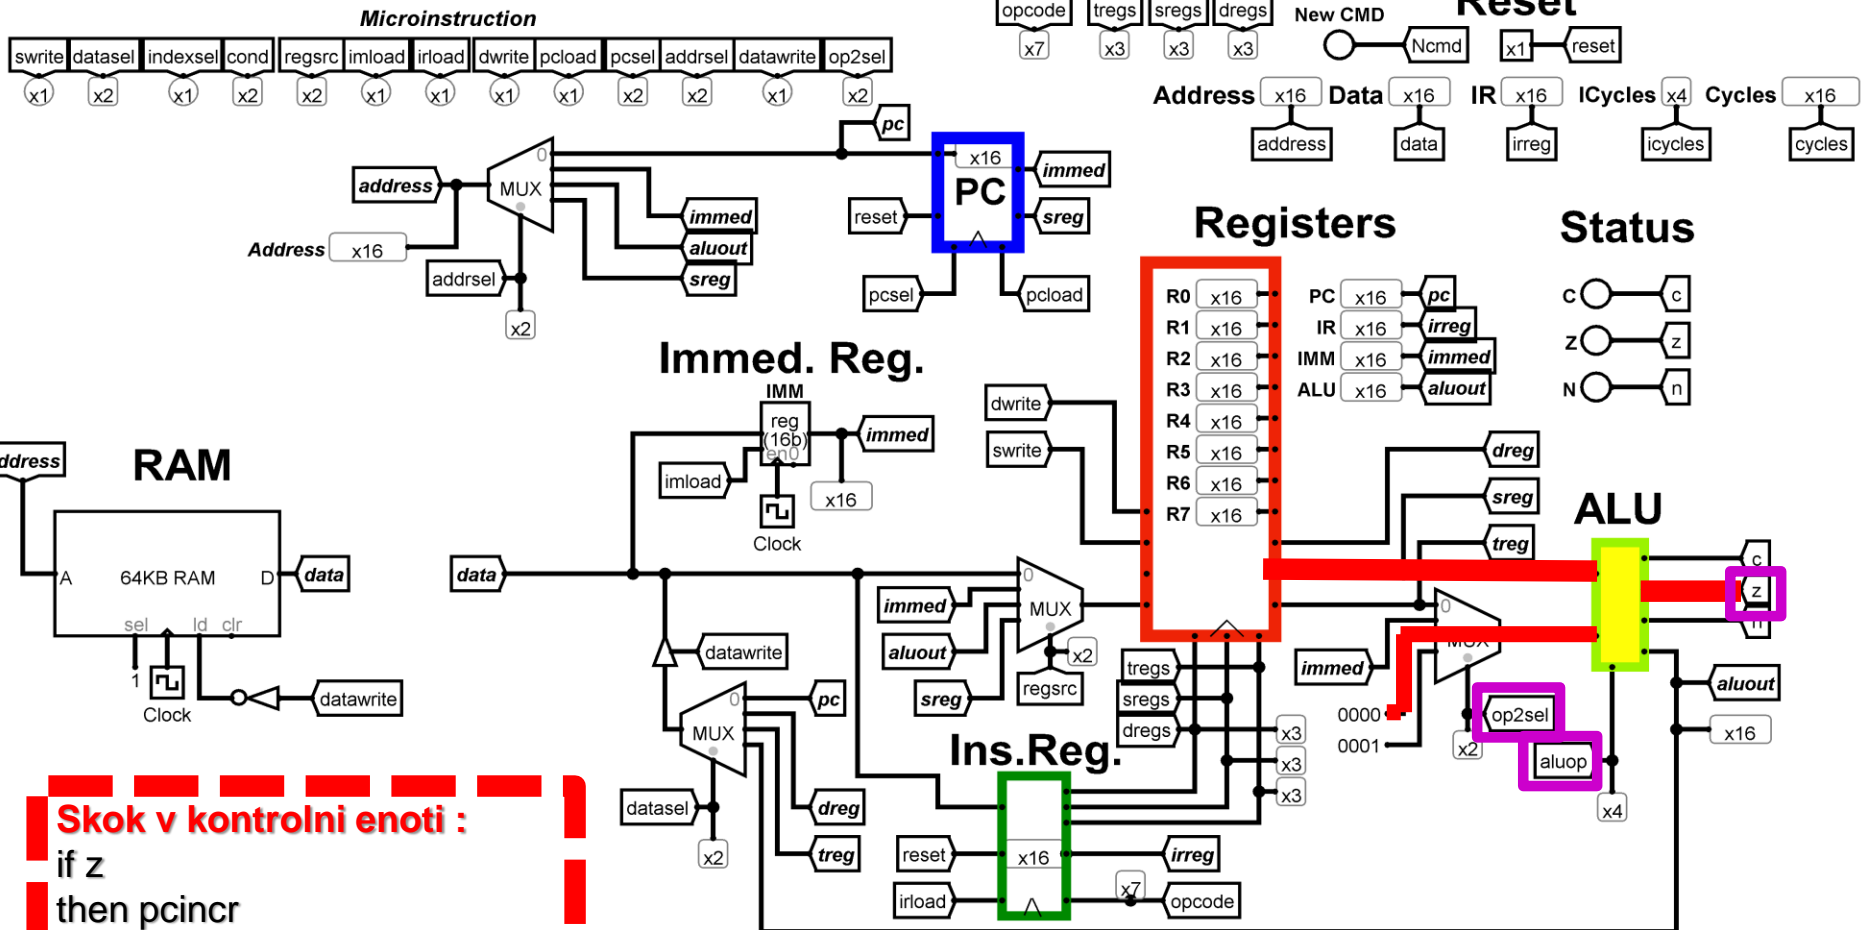 Microinstruction
swrite datasel indexsel cond regsrc imload irload dwrite pcload pcsel addrsel datawrite op2sel
x1 x2 x1 x2 x2 x1 x1 x1 x1 x2 x2 x1 x2
opcode tregs sregs dregs
x7 x3 x3 x3
New CMD
Ncmd
Reset
x1 reset
Address x16 Data x16 IR x16 ICycles x4 Cycles x16
address data irreg icycles cycles
pc
0
MUX
address
Address x16
addrsel
x2
immed
aluout
sreg
x16
PC
immed
reset
sreg
pcsel
pcload
Registers
R0 x16
R1 x16
R2 x16
R3 x16
R4 x16
R5 x16
R6 x16
R7 x16
PC x16 pc
IR x16 irreg
IMM x16 immed
ALU x16 aluout
Status
C c
Z z
N n
Immed. Reg.
IMM
reg
(16b)
en0
immed
imload
x16
Clock
dwrite
swrite
ddress
RAM
A 64KB RAM D
data
sel ld clr
1
Clock
datawrite
data
0
MUX
immed
aluout
sreg
x2
regsrc
datawrite
0
MUX
pc
dreg
treg
datasel
x2
dreg
sreg
treg
ALU
c
z
n
0
MUX
immed
0000
0001
op2sel
x2
aluop
x4
aluout
x16
tregs
sregs
dregs
x3
x3
x3
Ins.Reg.
reset
x16
irreg
irload
x7
opcode
Skok v kontrolni enoti :
if z
then pcincr